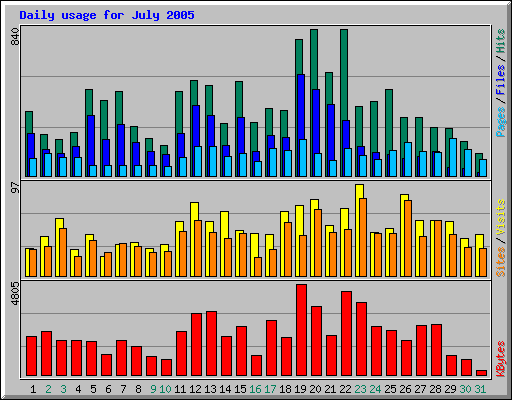 Daily usage for July 2005
840
Pages / Files / Hits
97
Sites / Visits
4805
KBytes
1 2 3 4 5 6 7 8 9 10 11 12 13 14 15 16 17 18 19 20 21 22 23 24 25 26 27 28 29 30 31